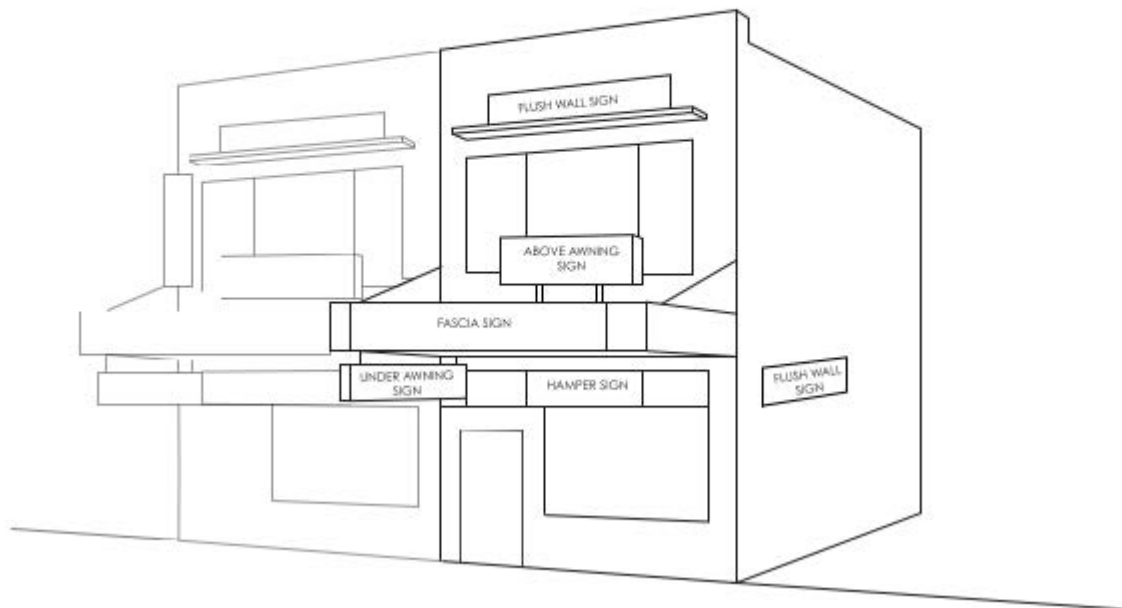 FLUSH WALL SIGN
ABOVE AWNING
SIGN
FASCIA SIGN
UNDER AWNING
SIGN
HAMPER SIGN
FLUSH WALL
SIGN